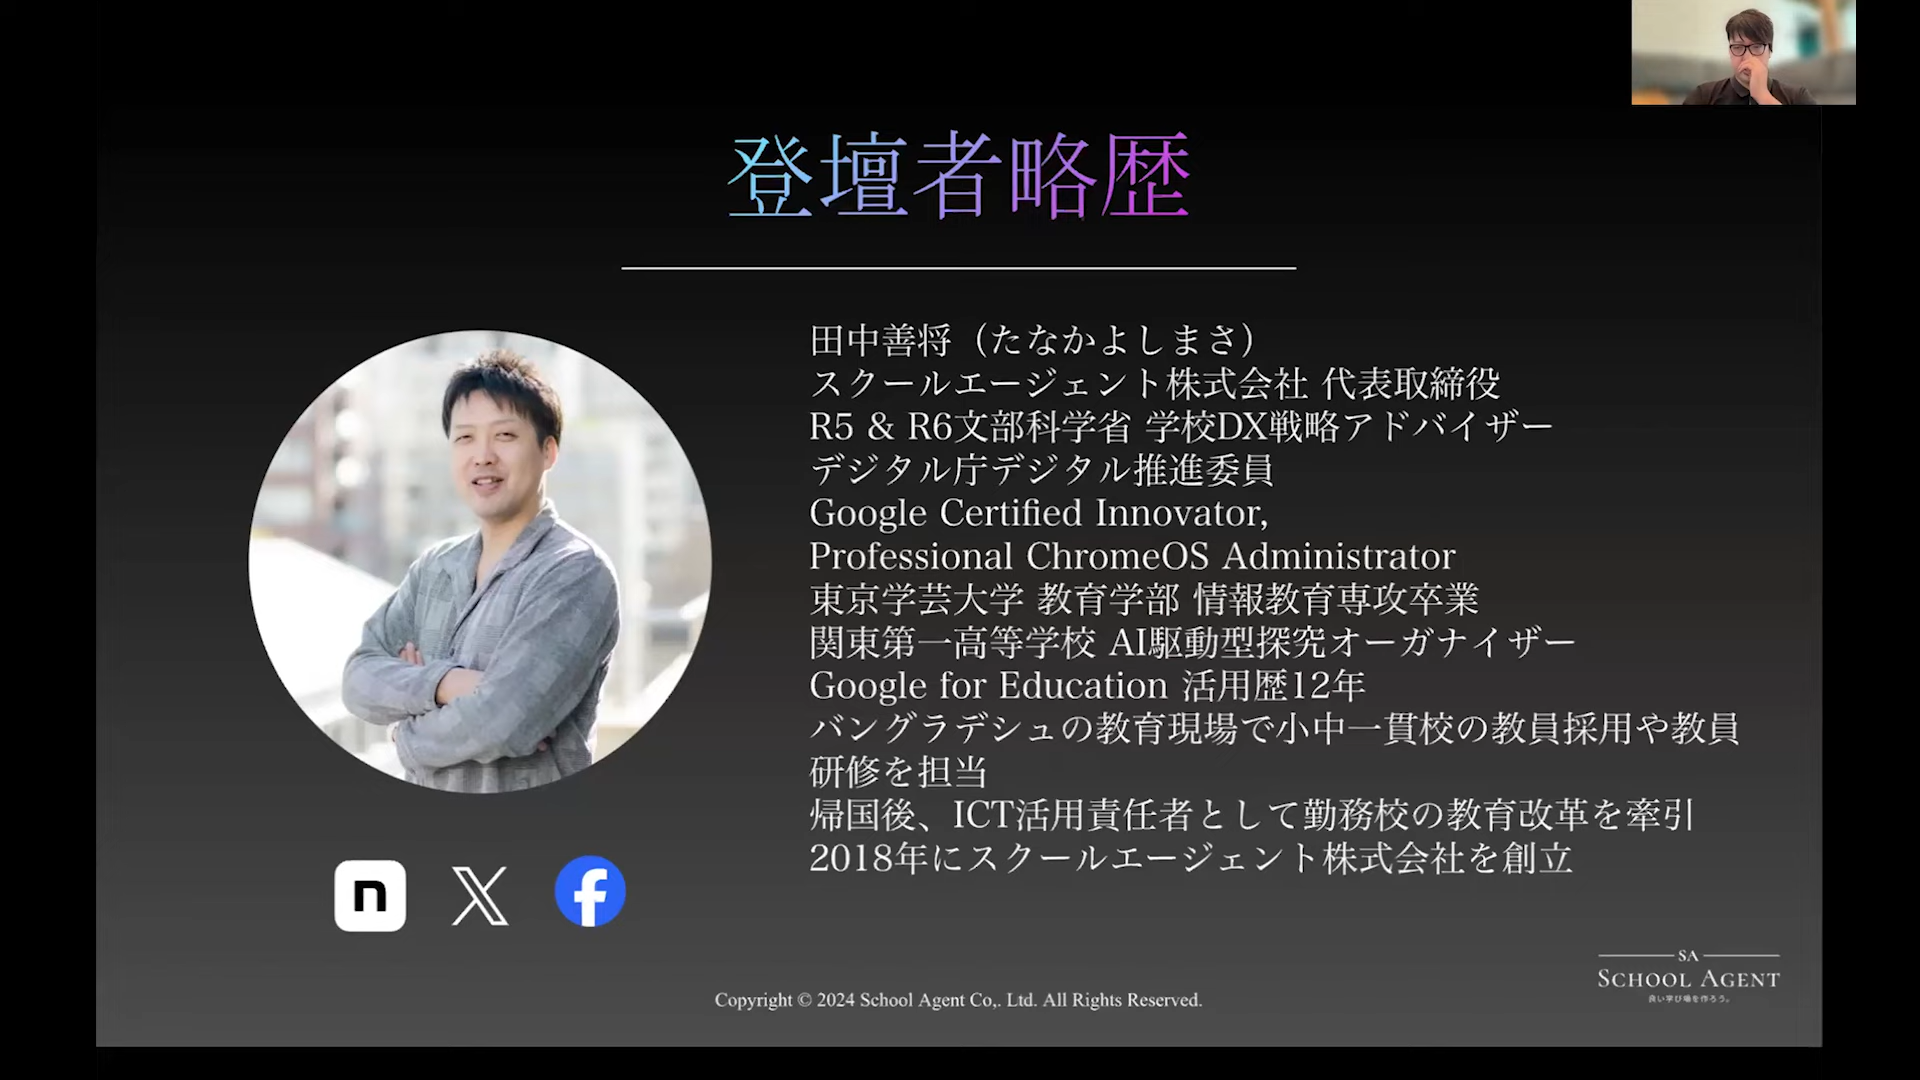 登壇者略歴
田中善将（たなかよしまさ）
スクールエージェント株式会社 代表取締役
R5 & R6文部科学省 学校DX戦略アドバイザー
デジタル庁デジタル推進委員
Google Certified Innovator,
Professional ChromeOS Administrator
東京学芸大学 教育学部 情報教育専攻卒業
関東第一高等学校 AI駆動型探究オーガナイザー
Google for Education 活用歴12年
バングラデシュの教育現場で小中一貫校の教員採用や教員
研修を担当
帰国後、ICT活用責任者として勤務校の教育改革を牽引
2018年にスクールエージェント株式会社を創立
n
SA
SCHOOL AGENT
良い学び場を作ろう。
Copyright © 2024 School Agent Co,. Ltd. All Rights Reserved.